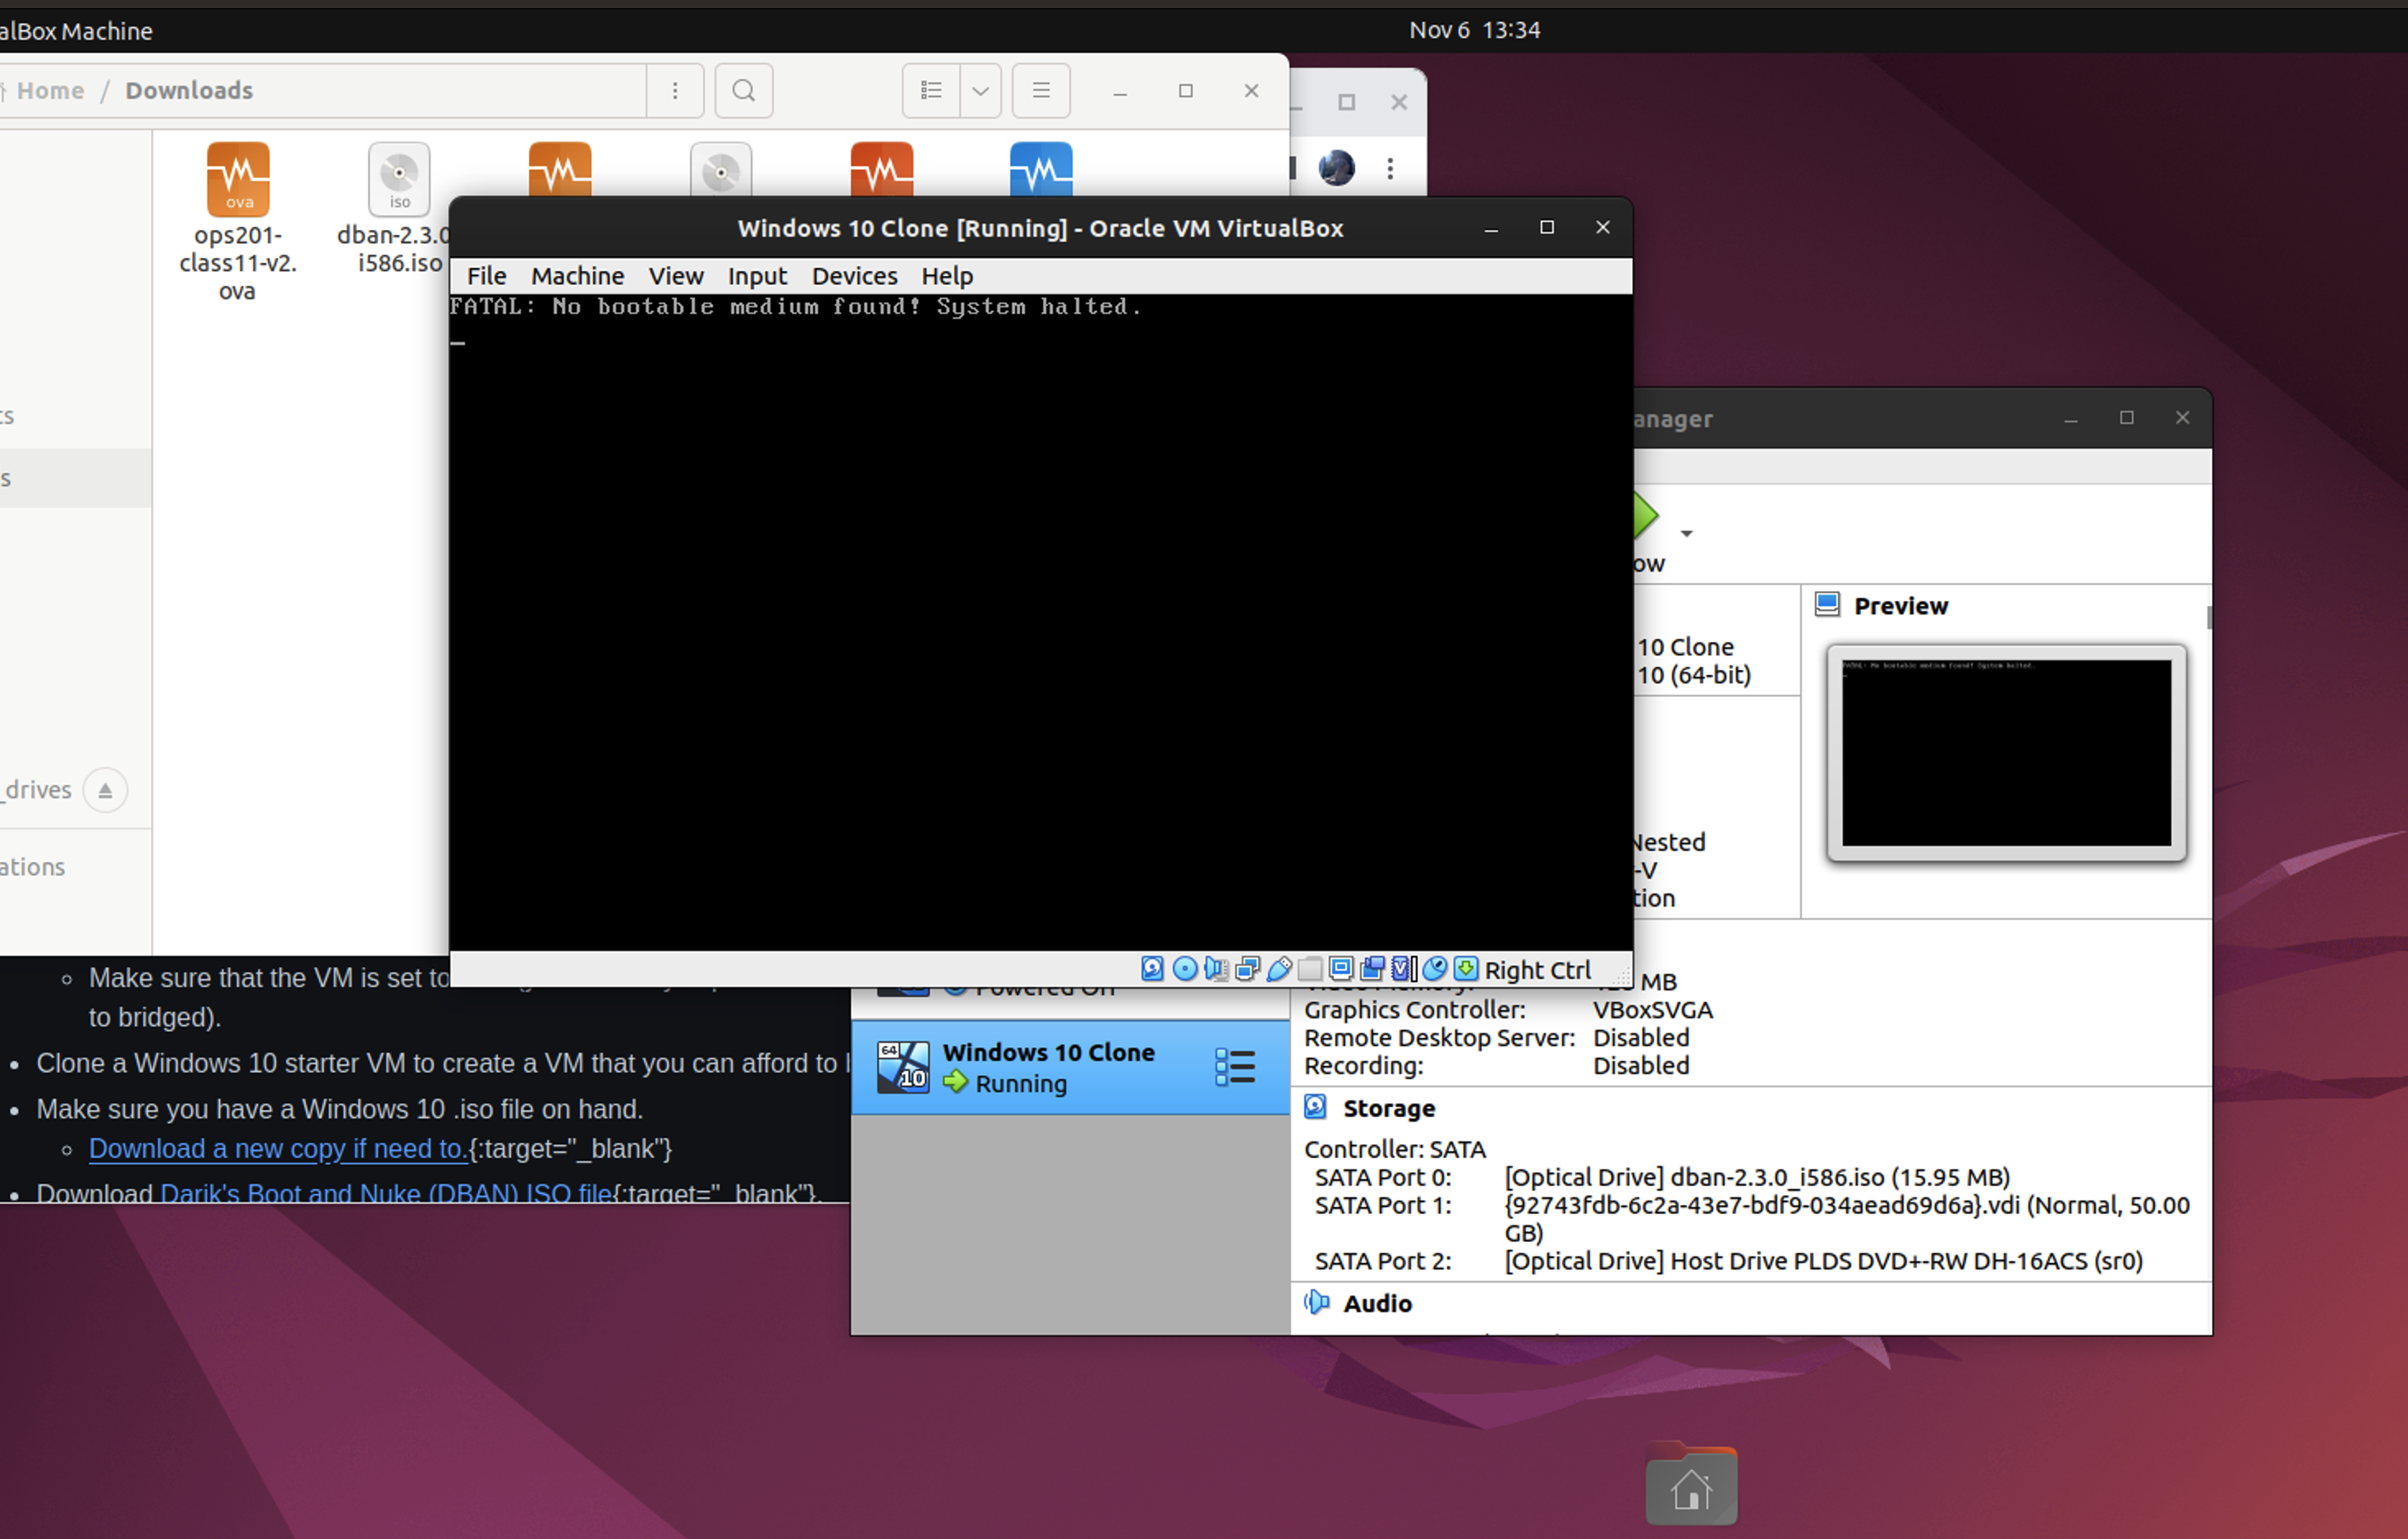 alBox Machine
Nov 6 13:34
Home / Downloads
ova
iso
ops201-
class11-v2.
ova
dban-2.3.0
i586.iso
Windows 10 Clone [Running] - Oracle VM VirtualBox
File Machine View Input Devices Help
FATAL: No bootable medium found! System halted.
_
anager
ow
Preview
10 Clone
10 (64-bit)
FATAL: No bootable medium found! System halted.
Nested
-V
tion
ts
s
_drives
ations
Right Ctrl
Make sure that the VM is set to
to bridged).
Clone a Windows 10 starter VM to create a VM that you can afford to
Make sure you have a Windows 10 .iso file on hand.
Download a new copy if need to.{:target="_blank"}
Download Darik's Boot and Nuke (DBAN) ISO file{:target="_blank"}.
Powered Off
64
10
Windows 10 Clone
Running
Video Memory: 128 MB
Graphics Controller: VBoxSVGA
Remote Desktop Server: Disabled
Recording: Disabled
Storage
Controller: SATA
SATA Port 0: [Optical Drive] dban-2.3.0_i586.iso (15.95 MB)
SATA Port 1: {92743fdb-6c2a-43e7-bdf9-034aead69d6a}.vdi (Normal, 50.00
GB)
SATA Port 2: [Optical Drive] Host Drive PLDS DVD+-RW DH-16ACS (sr0)
Audio